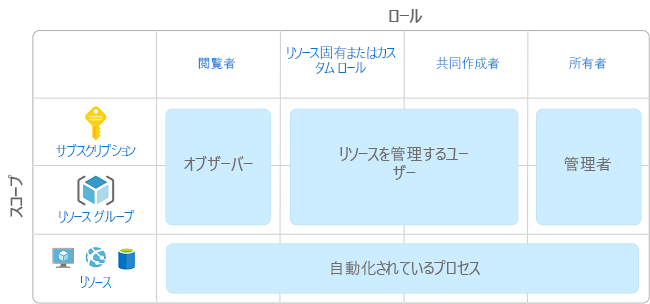 ロール
閲覧者
リソース固有またはカス
タム ロール
共同作成者
所有者
スコープ
サブスクリプション
オブザーバー
リソースを管理するユー
ザー
管理者
リソース グループ
自動化されているプロセス
リソース